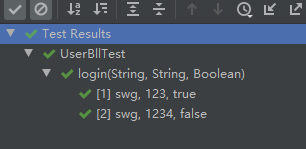 Test Results
UserBllTest
login(String, String, Boolean)
[1] swg, 123, true
[2] swg, 1234, false